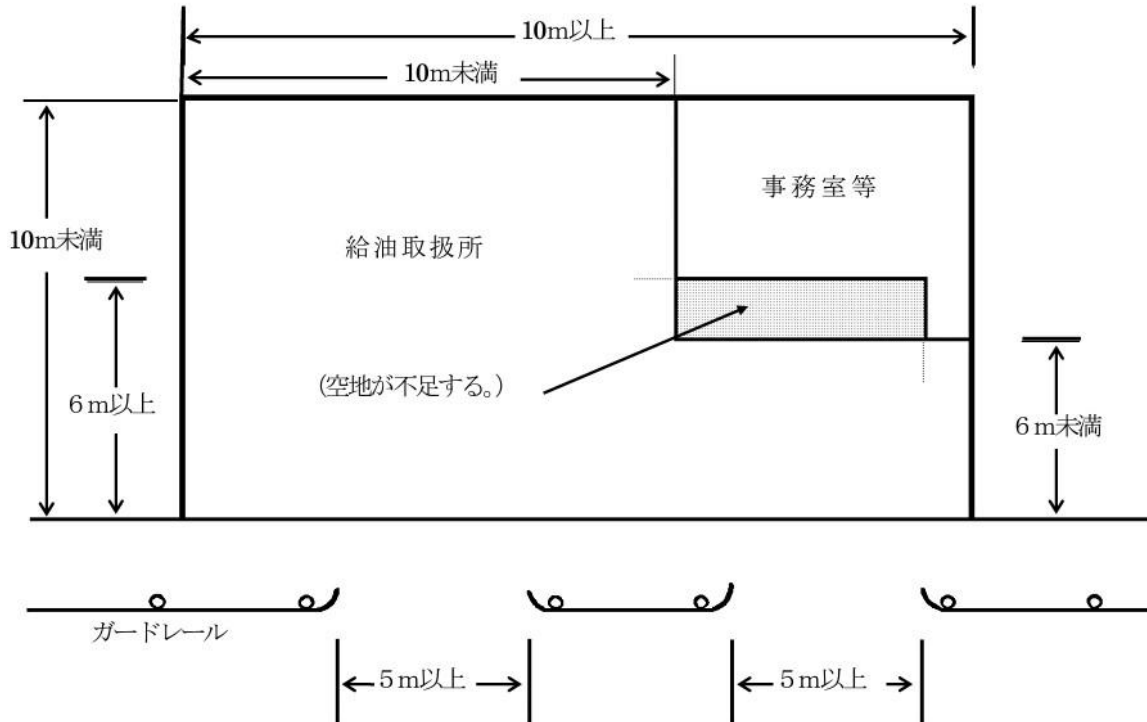 10m以上
10m未満
事務室等
給油取扱所
10m未満
(空地が不足する。)
６m以上
６m未満
ガードレール
５m以上
５m以上